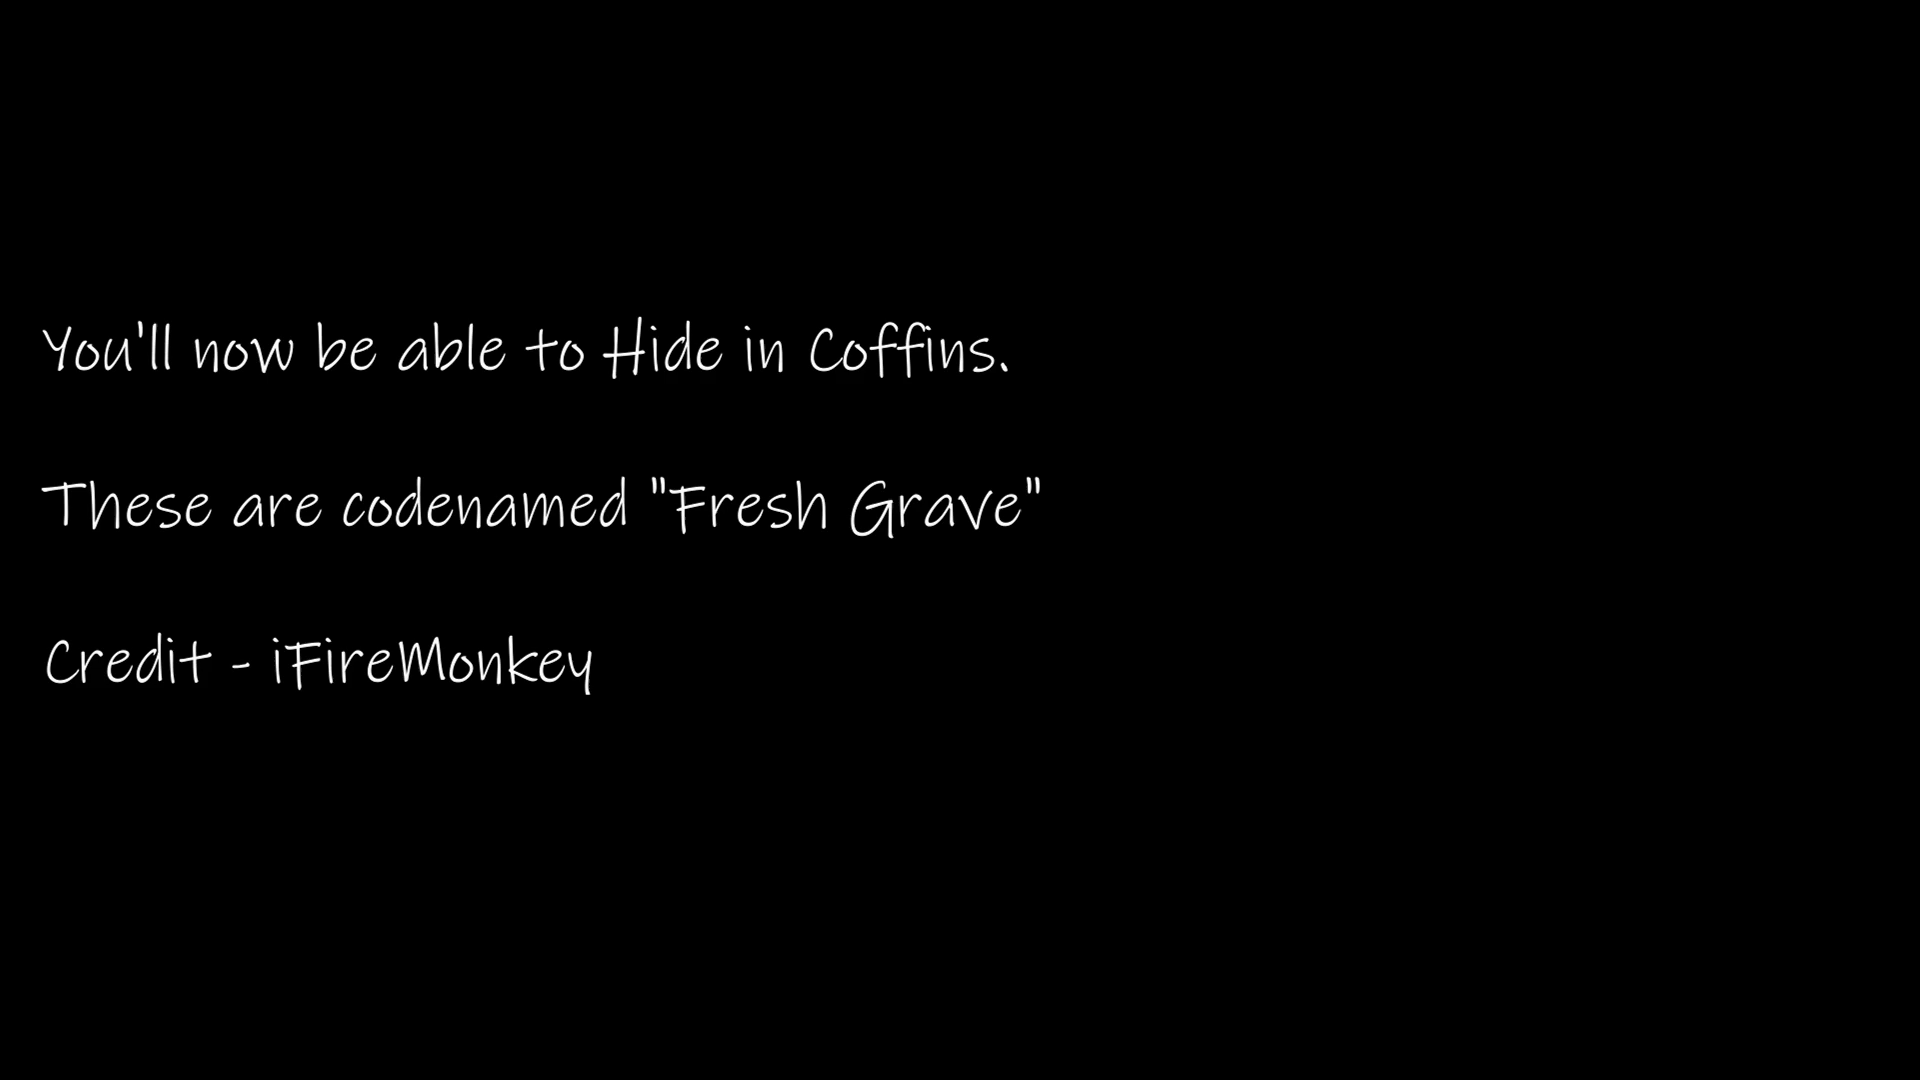 You'll now be able to Hide in Coffins.
These are codenamed "Fresh Grave"
Credit - iFireMonkey